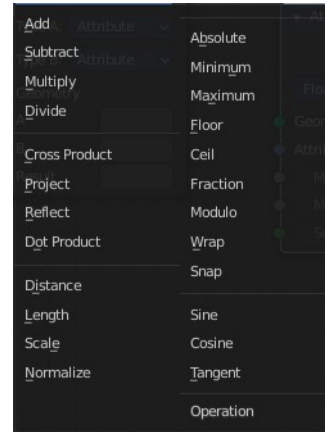 Add
Subtract
Multiply
Divide
Cross Product
Project
Reflect
Dot Product
Distance
Length
Scale
Normalize
Absolute
Minimum
Maximum
Floor
Ceil
Fraction
Modulo
Wrap
Snap
Sine
Cosine
Tangent
Operation